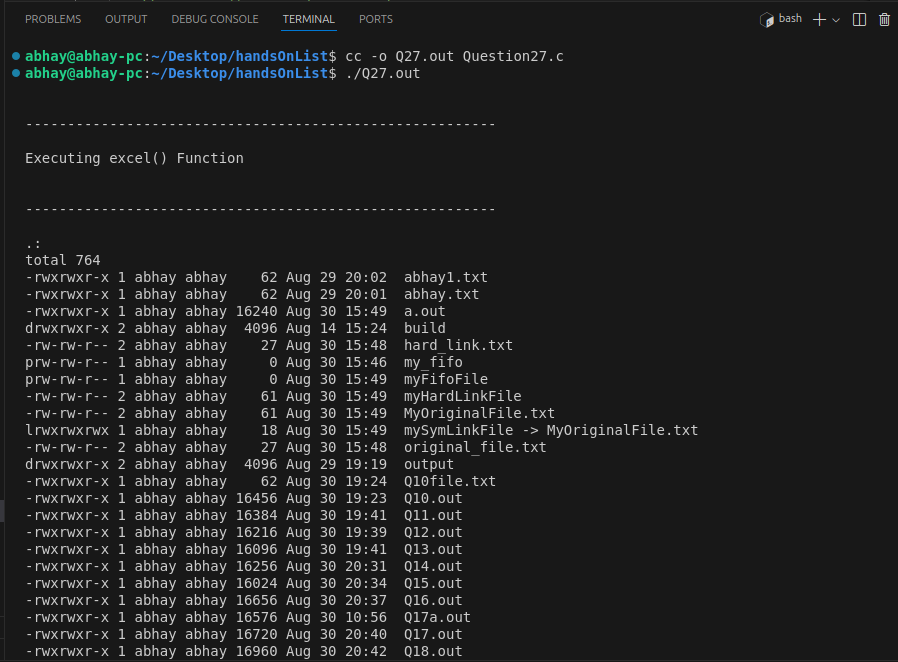 PROBLEMS OUTPUT DEBUG CONSOLE TERMINAL PORTS bash
abhay@abhay-pc:~/Desktop/handsOnList$ cc -o Q27.out Question27.c
abhay@abhay-pc:~/Desktop/handsOnList$ ./Q27.out
--------------------------------------------------------
Executing excel() Function
--------------------------------------------------------
.:
total 764
-rwxrwxr-x 1 abhay abhay    62 Aug 29 20:02  abhay1.txt
-rwxrwxr-x 1 abhay abhay    62 Aug 29 20:01  abhay.txt
-rwxrwxr-x 1 abhay abhay 16240 Aug 30 15:49  a.out
drwxrwxr-x 2 abhay abhay  4096 Aug 14 15:24  build
-rw-rw-r-- 2 abhay abhay    27 Aug 30 15:48  hard_link.txt
prw-rw-r-- 1 abhay abhay     0 Aug 30 15:46  my_fifo
prw-rw-r-- 1 abhay abhay     0 Aug 30 15:49  myFifoFile
-rw-rw-r-- 2 abhay abhay    61 Aug 30 15:49  myHardLinkFile
-rw-rw-r-- 2 abhay abhay    61 Aug 30 15:49  MyOriginalFile.txt
lrwxrwxrwx 1 abhay abhay    18 Aug 30 15:49  mySymLinkFile -> MyOriginalFile.txt
-rw-rw-r-- 2 abhay abhay    27 Aug 30 15:48  original_file.txt
drwxrwxr-x 2 abhay abhay  4096 Aug 29 19:19  output
-rwxrwxr-x 1 abhay abhay    62 Aug 30 19:24  Q10file.txt
-rwxrwxr-x 1 abhay abhay 16456 Aug 30 19:23  Q10.out
-rwxrwxr-x 1 abhay abhay 16384 Aug 30 19:41  Q11.out
-rwxrwxr-x 1 abhay abhay 16216 Aug 30 19:39  Q12.out
-rwxrwxr-x 1 abhay abhay 16096 Aug 30 19:41  Q13.out
-rwxrwxr-x 1 abhay abhay 16256 Aug 30 20:31  Q14.out
-rwxrwxr-x 1 abhay abhay 16024 Aug 30 20:34  Q15.out
-rwxrwxr-x 1 abhay abhay 16656 Aug 30 20:37  Q16.out
-rwxrwxr-x 1 abhay abhay 16576 Aug 30 10:56  Q17a.out
-rwxrwxr-x 1 abhay abhay 16720 Aug 30 20:40  Q17.out
-rwxrwxr-x 1 abhay abhay 16960 Aug 30 20:42  Q18.out